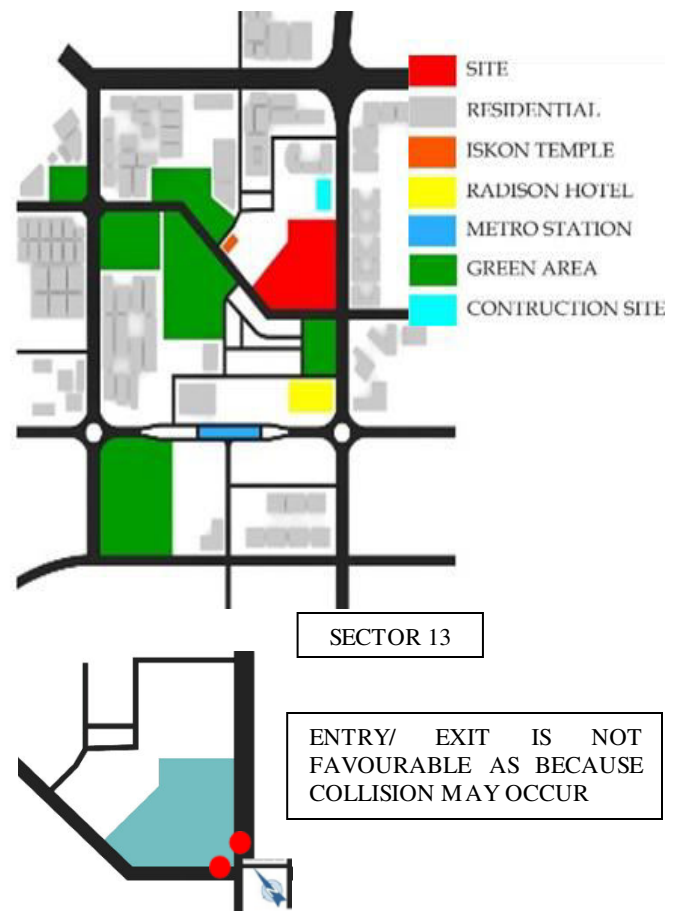 SITE
RESIDENTIAL
ISKON TEMPLE
RADISON HOTEL
METRO STATION
GREEN AREA
CONTRUCTION SITE
SECTOR 13
ENTRY/ EXIT IS NOT
FAVOURABLE AS BECAUSE
COLLISION MAY OCCUR